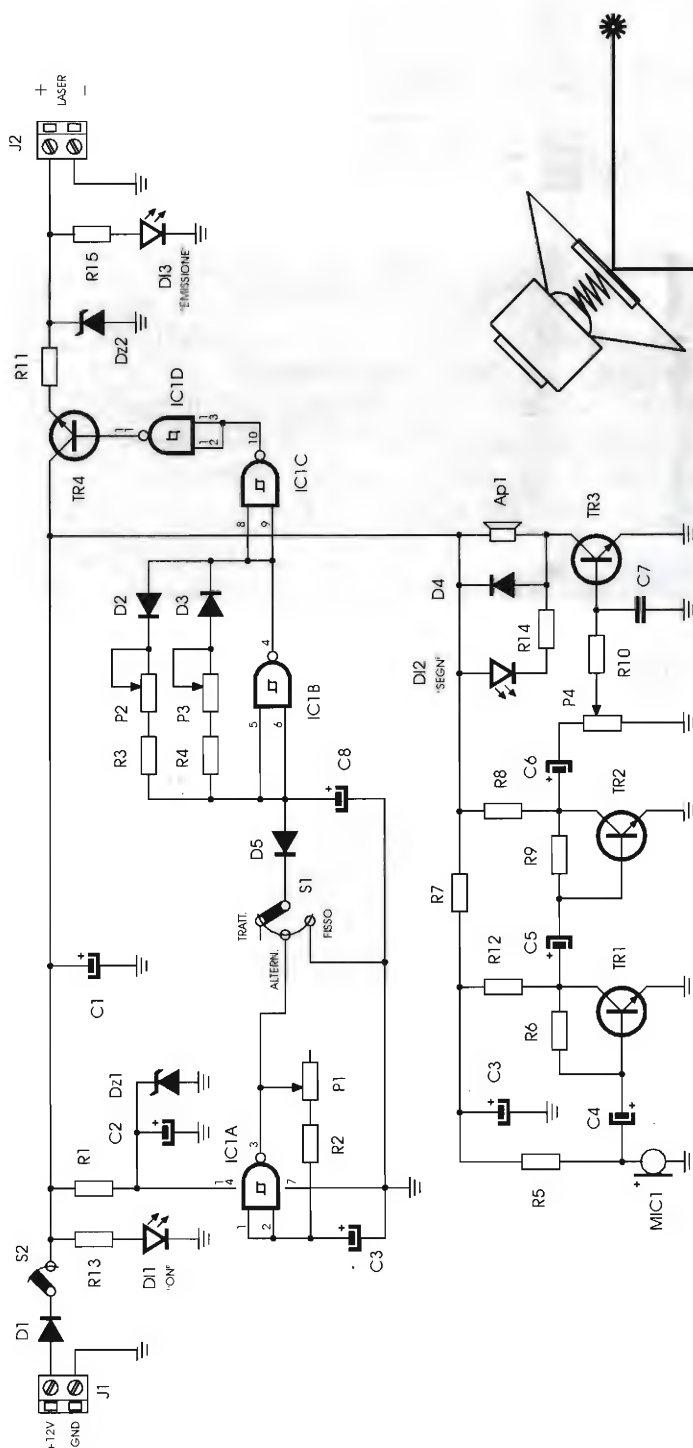 +12V
GND
J1
D1
S2
R13
DI1
"ON"
R1
C2
Dz1
C1
IC1A
1
2
3
1
4
7
R2
P1
C3
TRATT.
ALTERN.
FISSO
S1
D5
C8
R3
P2
D2
R4
P3
D3
5
6
4
IC1B
8
9
10
IC1C
1
2
1
3
1
1
IC1D
TR4
R11
Dz2
R15
DI3
"EMISSIONE"
J2
+
LASER
-
R5
MIC1
+
C4
+
C3
+
R6
R12
TR1
C5
+
R7
R9
R8
TR2
C6
+
P4
R10
C7
TR3
DI2
"SEGN"
R14
D4
Ap1